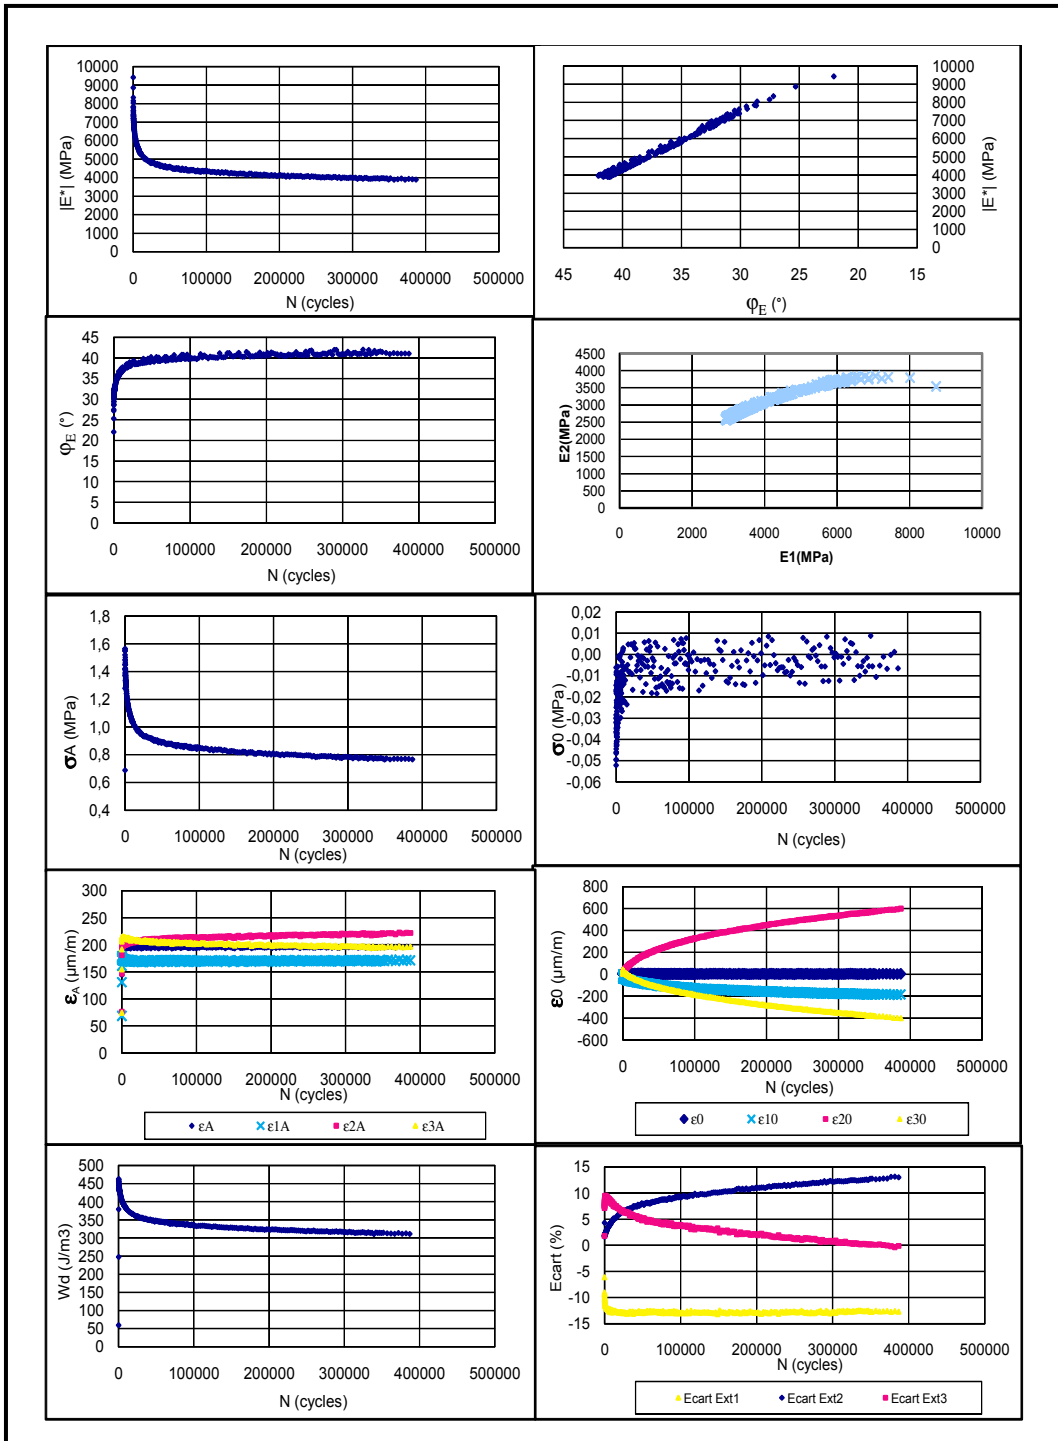 10000
9000
8000
7000
6000
5000
4000
3000
2000
1000
0
|E*| (MPa)
0 100000 200000 300000 400000 500000
N (cycles)
10000
9000
8000
7000
6000
5000
4000
3000
2000
1000
0
|E*| (MPa)
45 40 35 30 25 20 15
φE (°)
45
40
35
30
25
20
15
10
5
0
φE (°)
0 100000 200000 300000 400000 500000
N (cycles)
4500
4000
3500
3000
2500
2000
1500
1000
500
0
E2(MPa)
0 2000 4000 6000 8000 10000
E1(MPa)
1,8
1,6
1,4
1,2
1,0
0,8
0,6
0,4
σA (MPa)
0 100000 200000 300000 400000 500000
N (cycles)
0,02
0,01
0,00
-0,01
-0,02
-0,03
-0,04
-0,05
-0,06
σ0 (MPa)
0 100000 200000 300000 400000 500000
N (cycles)
300
250
200
150
100
50
0
εA (µm/m)
0 100000 200000 300000 400000 500000
N (cycles)
εA ε1A ε2A ε3A
800
600
400
200
0
-200
-400
-600
ε0 (µm/m)
0 100000 200000 300000 400000 500000
N (cycles)
ε0 ε10 ε20 ε30
500
450
400
350
300
250
200
150
100
50
0
Wd (J/m3)
0 100000 200000 300000 400000 500000
N (cycles)
15
10
5
0
-5
-10
-15
Ecart (%)
0 100000 200000 300000 400000 500000
N (cycles)
Ecart Ext1 Ecart Ext2 Ecart Ext3